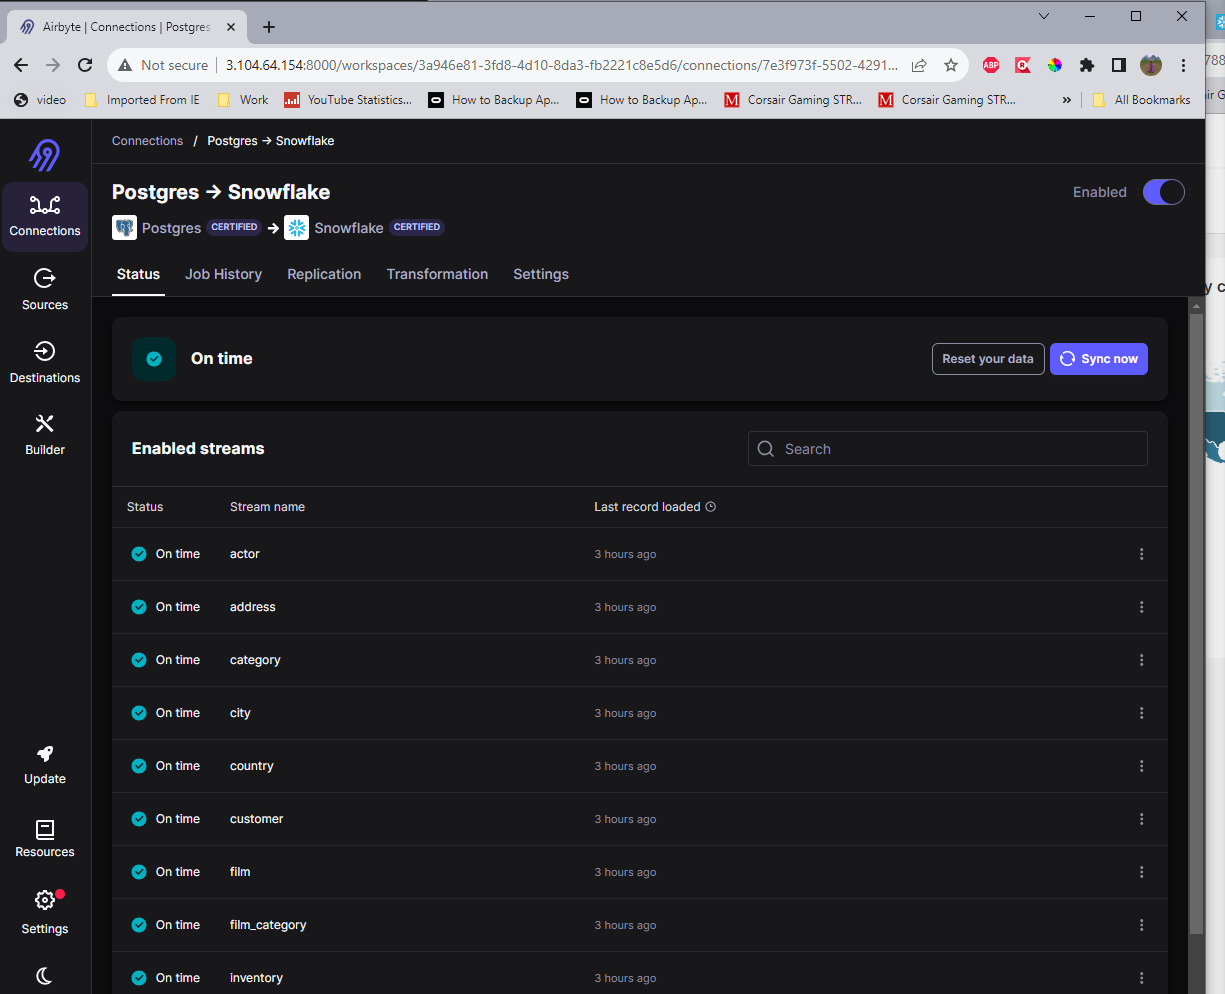 Airbyte | Connections | Postgres
Not secure
3.104.64.154:8000/workspaces/3a946e81-3fd8-4d10-8da3-fb2221c8e5d6/connections/7e3f973f-5502-4291...
ABP
788
video
Imported From IE
Work
YouTube Statistics...
How to Backup Ap...
How to Backup Ap...
M
Corsair Gaming STR...
M
Corsair Gaming STR...
»
All Bookmarks
ir G
Connections / Postgres → Snowflake
Postgres → Snowflake
Enabled
Postgres CERTIFIED → Snowflake CERTIFIED
Connections
Status
Job History
Replication
Transformation
Settings
y c
Sources
On time
Reset your data
Sync now
Destinations
Builder
Enabled streams
Search
Status
Stream name
Last record loaded
On time actor 3 hours ago
On time address 3 hours ago
On time category 3 hours ago
On time city 3 hours ago
On time country 3 hours ago
On time customer 3 hours ago
On time film 3 hours ago
On time film_category 3 hours ago
On time inventory 3 hours ago
Update
Resources
Settings